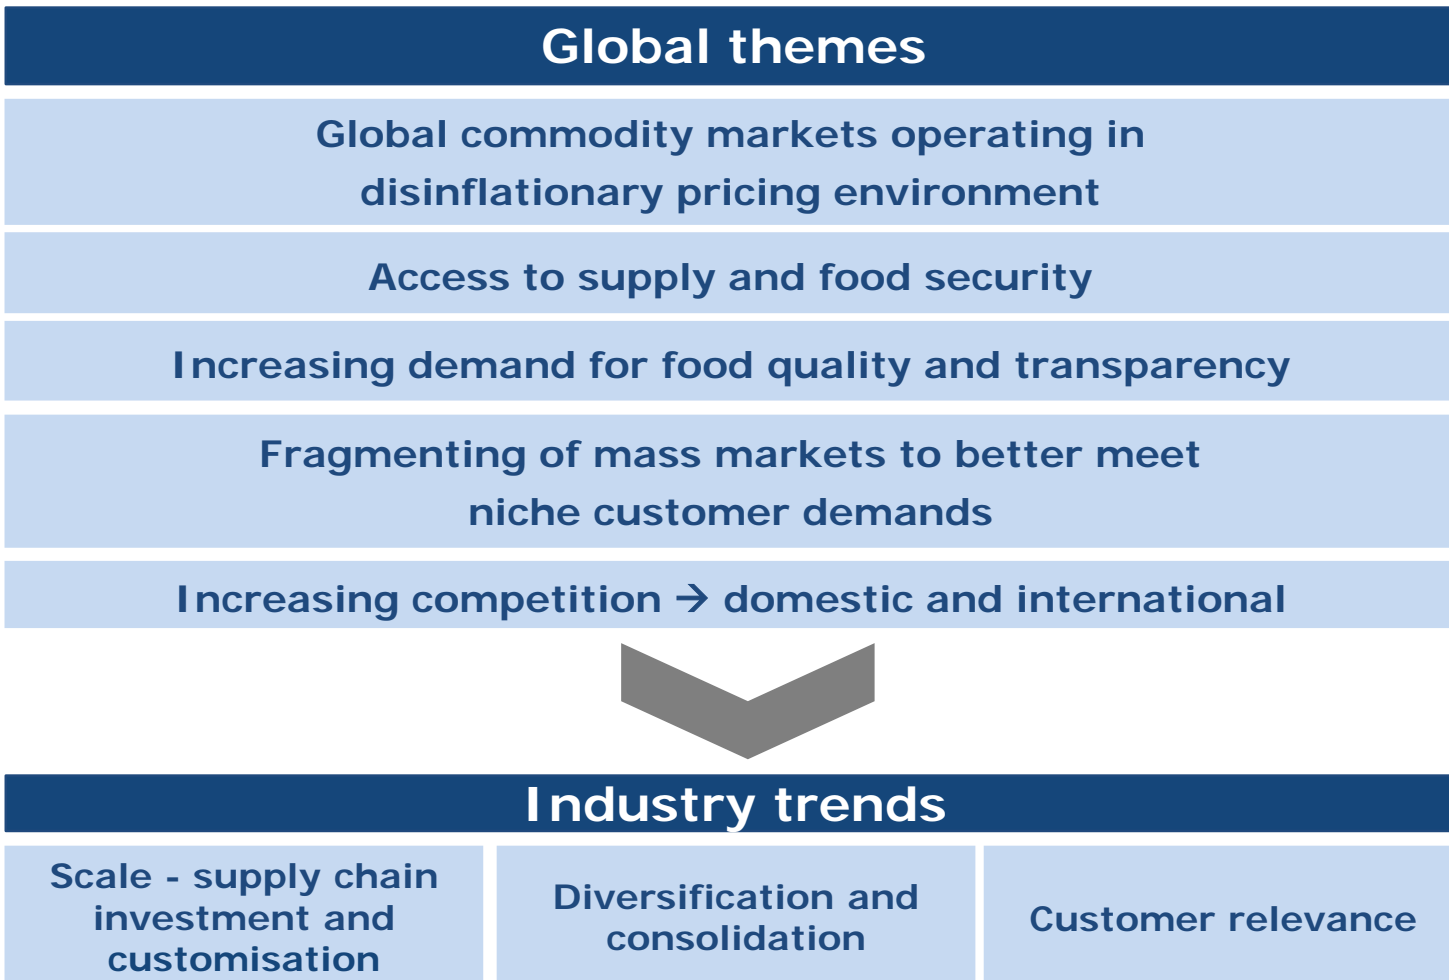 Global themes
Global commodity markets operating in
disinflationary pricing environment
Access to supply and food security
Increasing demand for food quality and transparency
Fragmenting of mass markets to better meet
niche customer demands
Increasing competition → domestic and international
Industry trends
Scale - supply chain
investment and
customisation
Diversification and
consolidation
Customer relevance